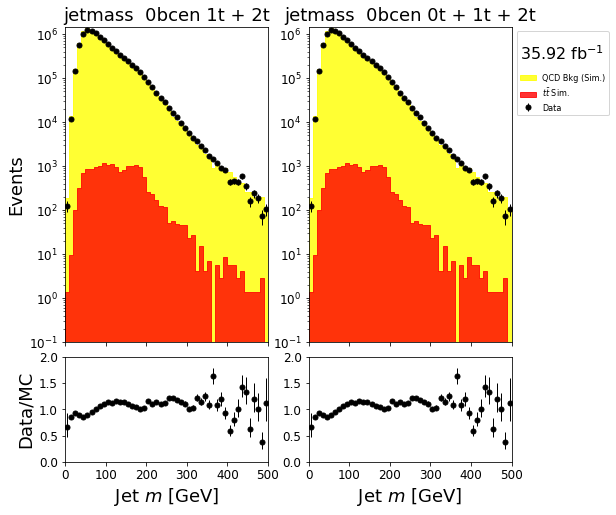 jetmass 0bcen 1t + 2t
jetmass 0bcen 0t + 1t + 2t
Events
10⁶
10⁵
10⁴
10³
10²
10¹
10⁰
10⁻¹
10⁶
10⁵
10⁴
10³
10²
10¹
10⁰
10⁻¹
35.92 fb⁻¹
QCD Bkg (Sim.)
tt̄ Sim.
Data
Data/MC
2.0
1.5
1.0
0.5
0.0
0 100 200 300 400 500
Jet m [GeV]
2.0
1.5
1.0
0.5
0.0
0 100 200 300 400 500
Jet m [GeV]